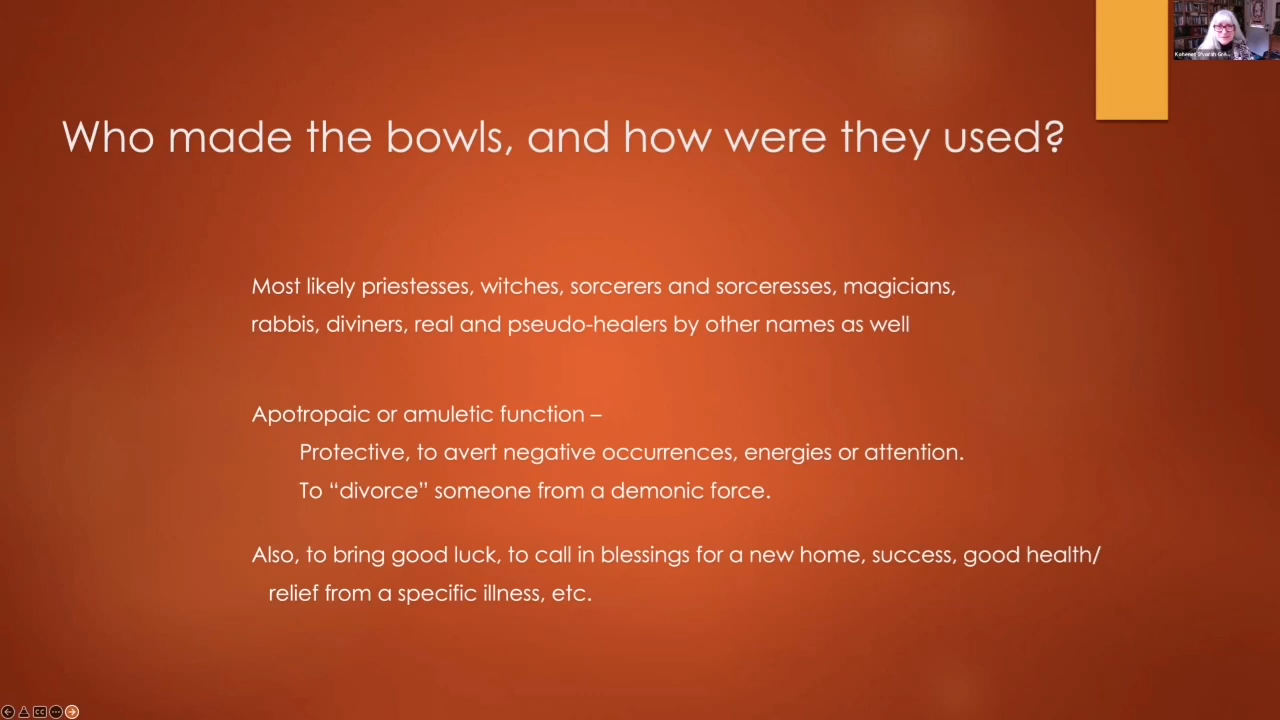 Who made the bowls, and how were they used?
Most likely priestesses, witches, sorcerers and sorceresses, magicians,
rabbis, diviners, real and pseudo-healers by other names as well
Apotropaic or amuletic function –
Protective, to avert negative occurrences, energies or attention.
To “divorce” someone from a demonic force.
Also, to bring good luck, to call in blessings for a new home, success, good health/
relief from a specific illness, etc.
CC